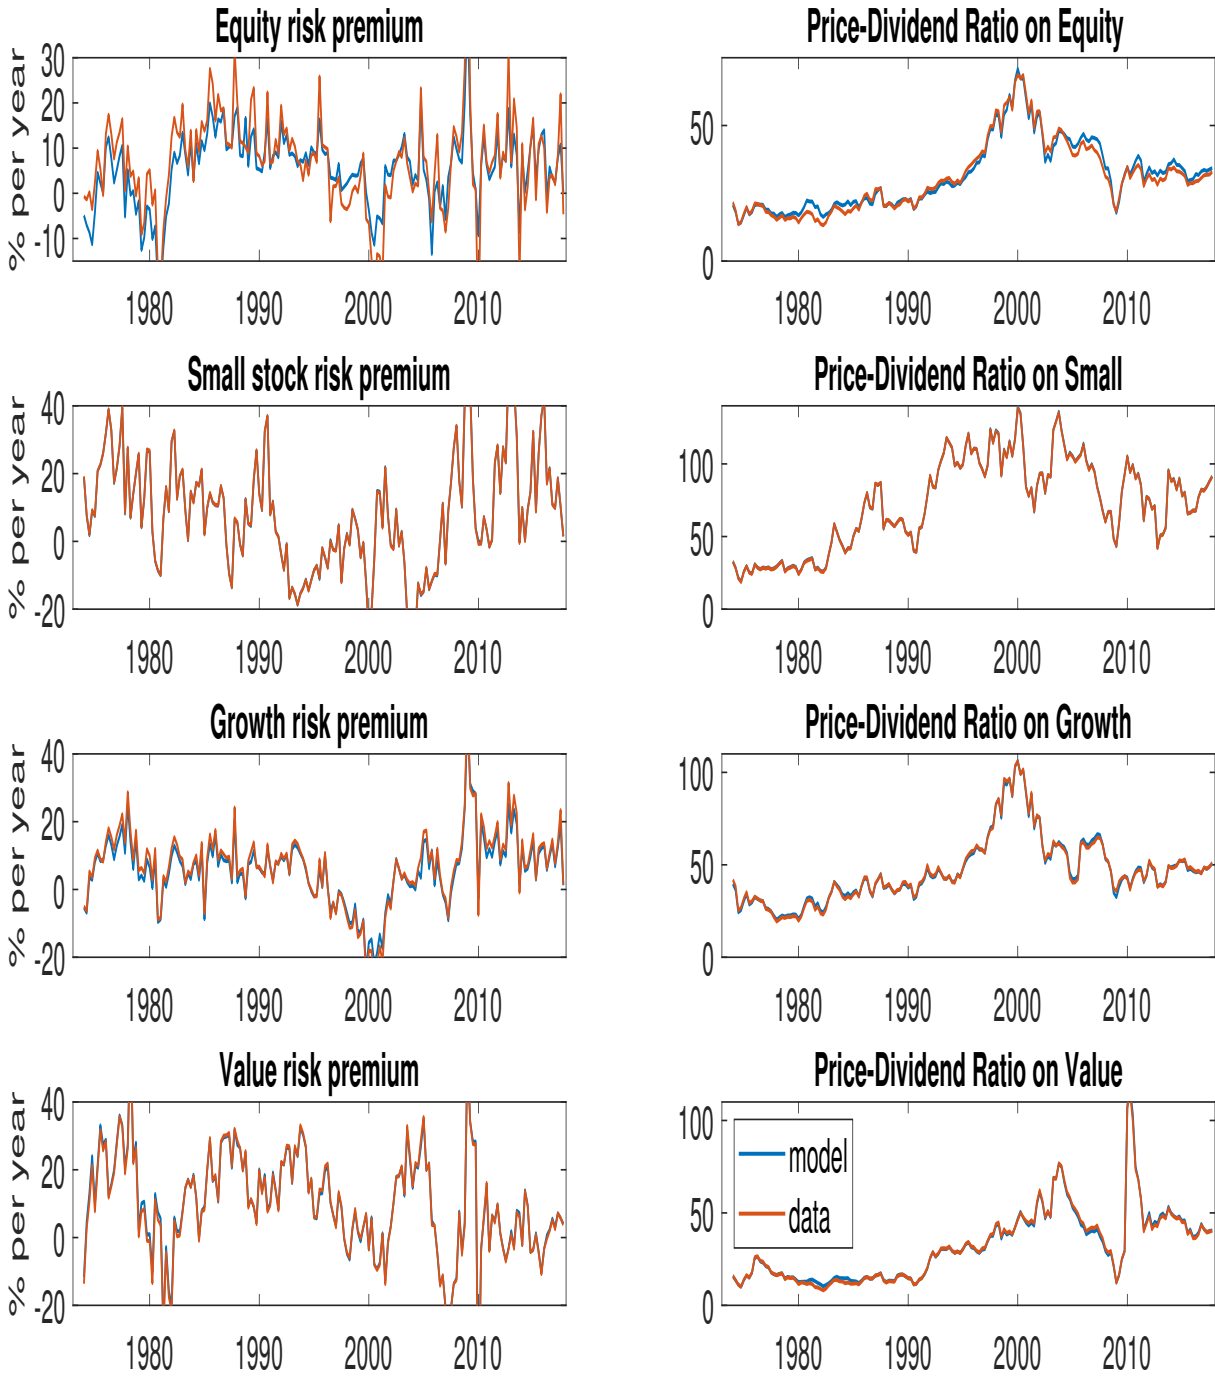 Equity risk premium
% per year
30
20
10
0
-10
1980 1990 2000 2010
Price-Dividend Ratio on Equity
50
0
1980 1990 2000 2010
Small stock risk premium
% per year
40
20
0
-20
1980 1990 2000 2010
Price-Dividend Ratio on Small
100
50
0
1980 1990 2000 2010
Growth risk premium
% per year
40
20
0
-20
1980 1990 2000 2010
Price-Dividend Ratio on Growth
100
50
0
1980 1990 2000 2010
Value risk premium
% per year
40
20
0
-20
1980 1990 2000 2010
Price-Dividend Ratio on Value
100
50
0
model
data
1980 1990 2000 2010